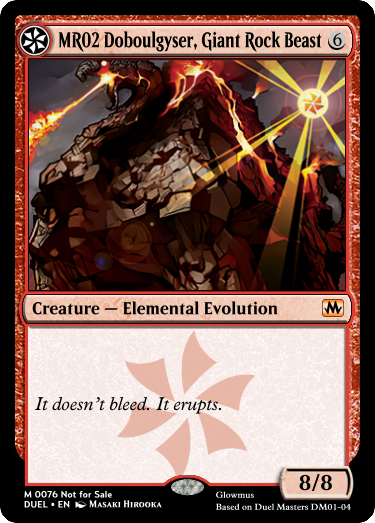 MR02 Doboulgyser, Giant Rock Beast 6
Creature — Elemental Evolution
It doesn't bleed. It erupts.
8/8
M 0076 Not for Sale
DUEL • EN Masaki Hirooka
Glowmus
Based on Duel Masters DM01-04